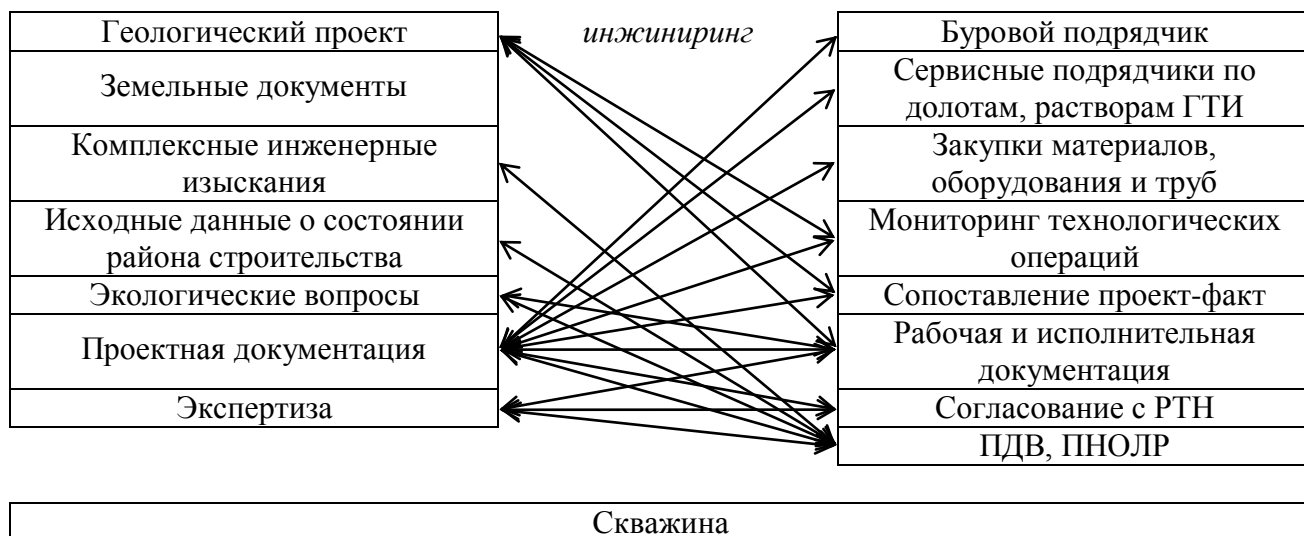 Геологический проект
Земельные документы
Комплексные инженерные
изыскания
Исходные данные о состоянии
района строительства
Экологические вопросы
Проектная документация
Экспертиза
инжиниринг
Буровой подрядчик
Сервисные подрядчики по
долотам, растворам ГТИ
Закупки материалов,
оборудования и труб
Мониторинг технологических
операций
Сопоставление проект-факт
Рабочая и исполнительная
документация
Согласование с РТН
ПДВ, ПНОЛР
Скважина